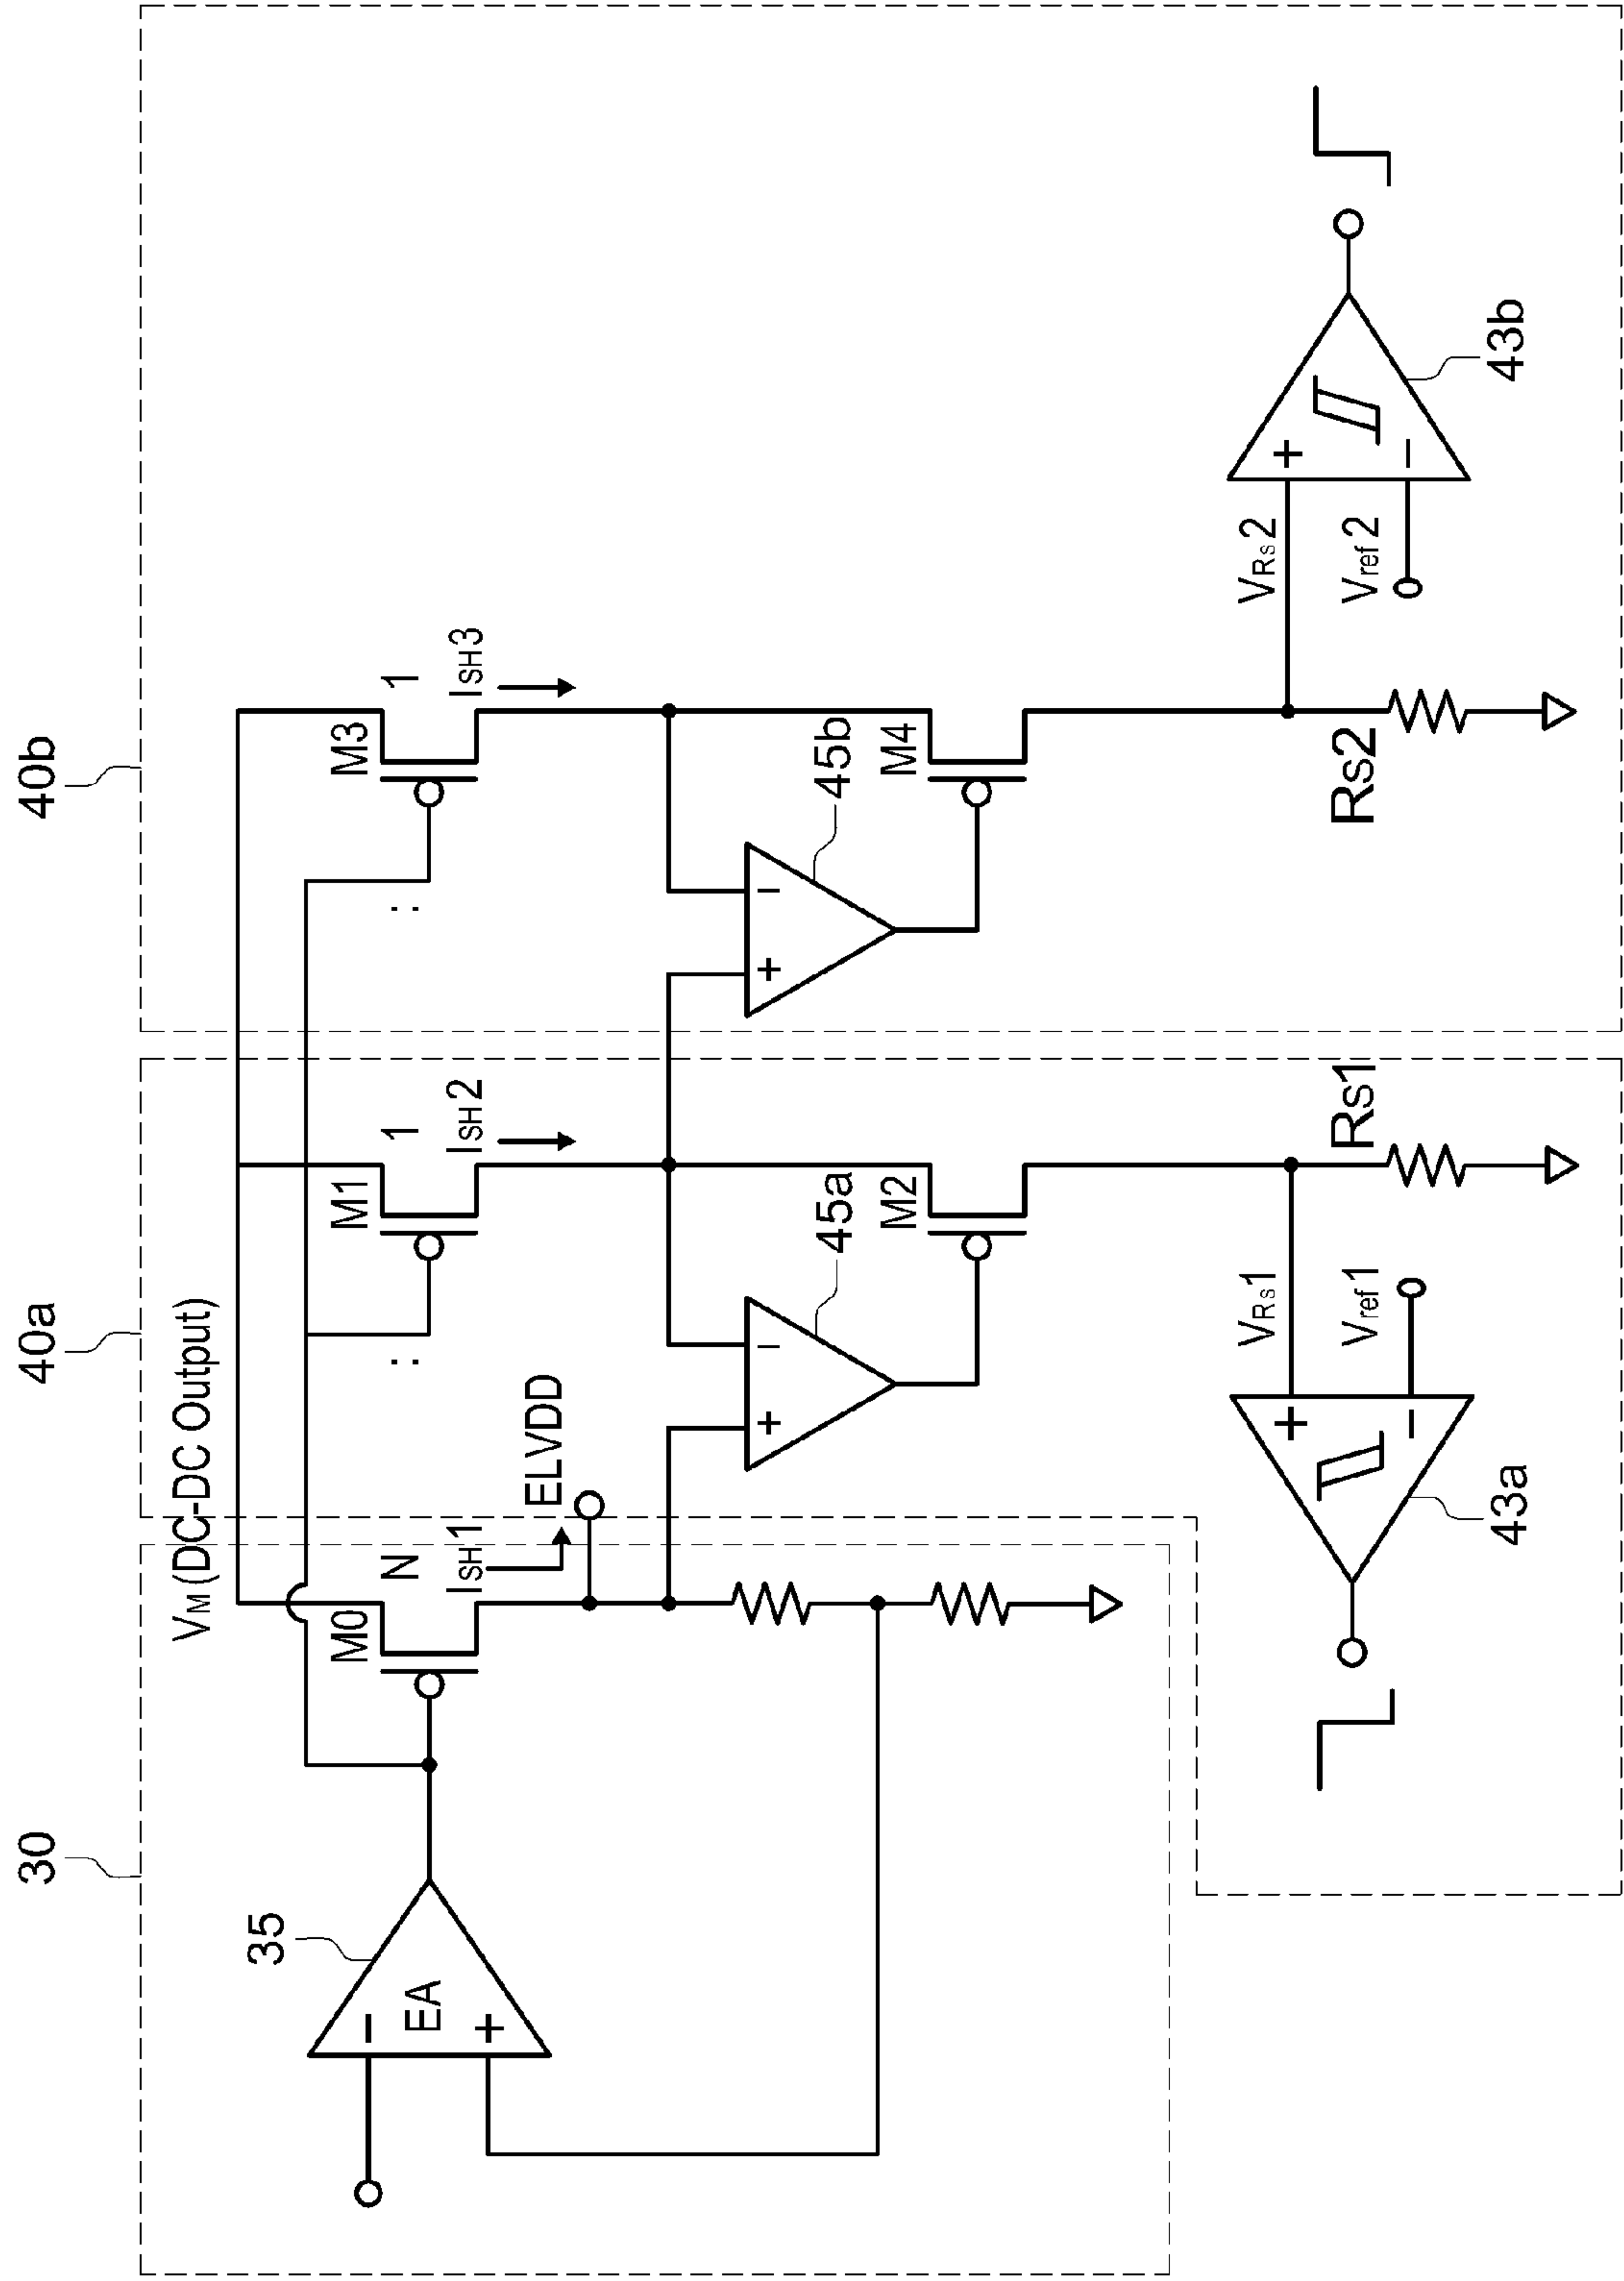 30
40a
40b
VM (DC-DC Output)
35
EA
−
+
M0
N
ISH1
ELVDD
:
M1
1
ISH2
:
M3
1
ISH3
+
−
45a
+
−
45b
M2
M4
VRs1
Vref1
+
−
43a
Rs1
VRs2
Vref2
+
−
43b
Rs2